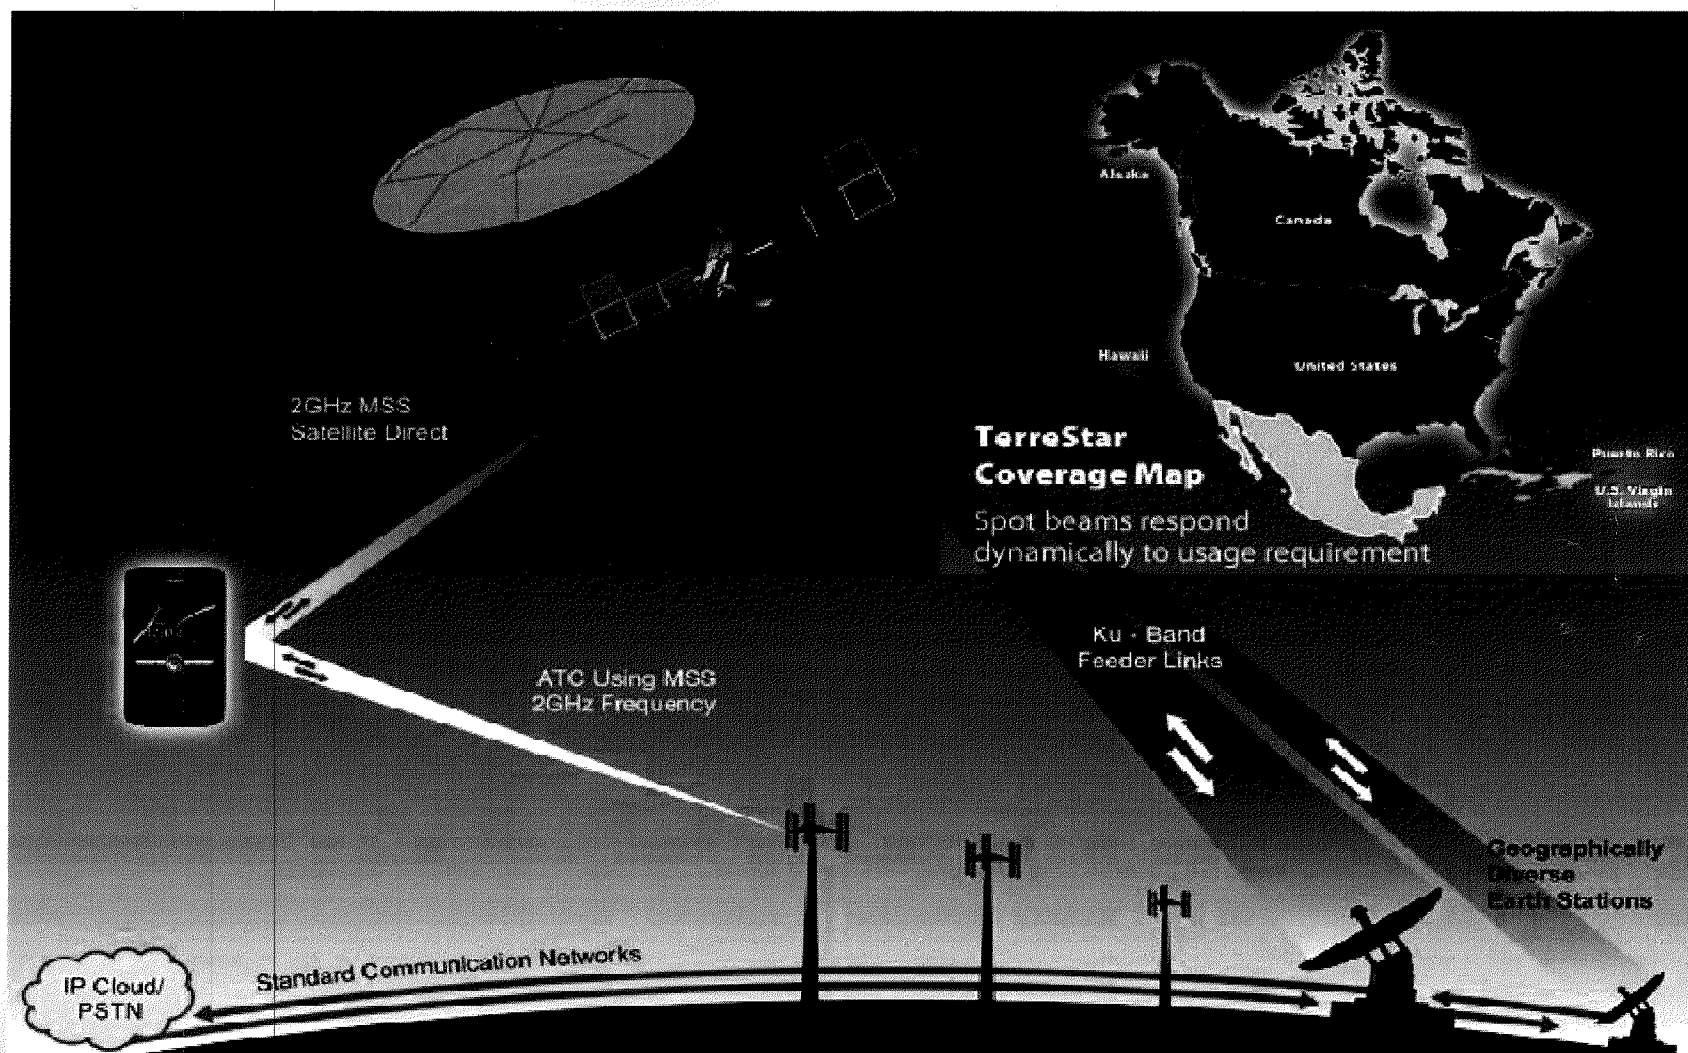 Alaska
Canada
Hawaii
United States
Puerto Rico
U.S. Virgin
Islands
TerreStar
Coverage Map
Spot beams respond
dynamically to usage requirement
2GHz MSS
Satellite Direct
ATC Using MSS
2GHz Frequency
Ku - Band
Feeder Links
Geographically
Diverse
Earth Stations
Standard Communication Networks
IP Cloud/
PSTN